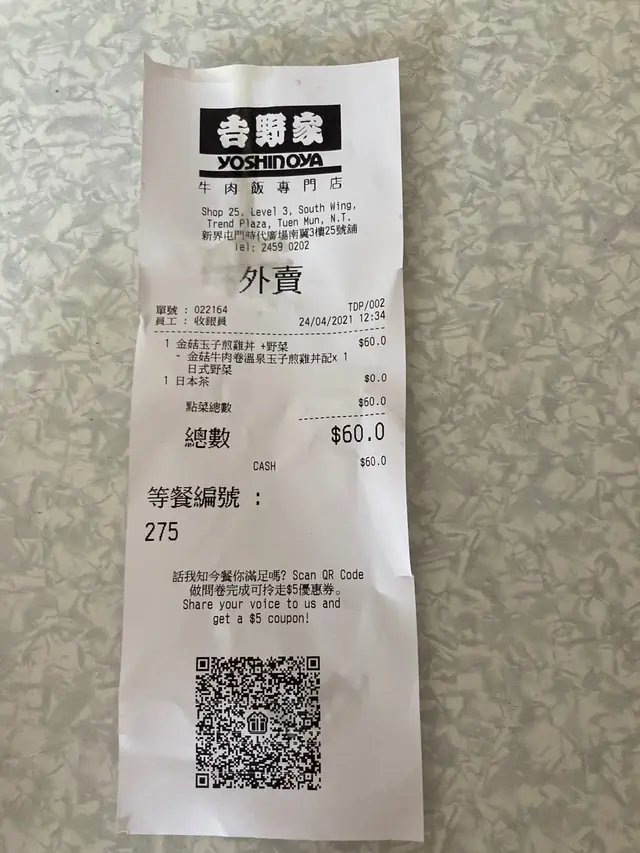 吉野家
YOSHINOYA
牛肉飯專門店
Shop 25, Level 3, South Wing,
Trend Plaza, Tuen Mun, N.T.
新界屯門時代廣場南翼3樓25號舖
Tel: 2459 0202
外賣
單號 : 022164 TDP/002
員工 : 收銀員 24/04/2021 12:34
1 金菇玉子煎雞丼 +野菜 $60.0
- 金菇牛肉卷溫泉玉子煎雞丼配x 1
日式野菜
1 日本茶 $0.0
點菜總數 $60.0
總數 $60.0
CASH $60.0
等餐編號 :
275
話我知今餐你滿足嗎? Scan QR Code
做問卷完成可拎走$5優惠券。
Share your voice to us and
get a $5 coupon!